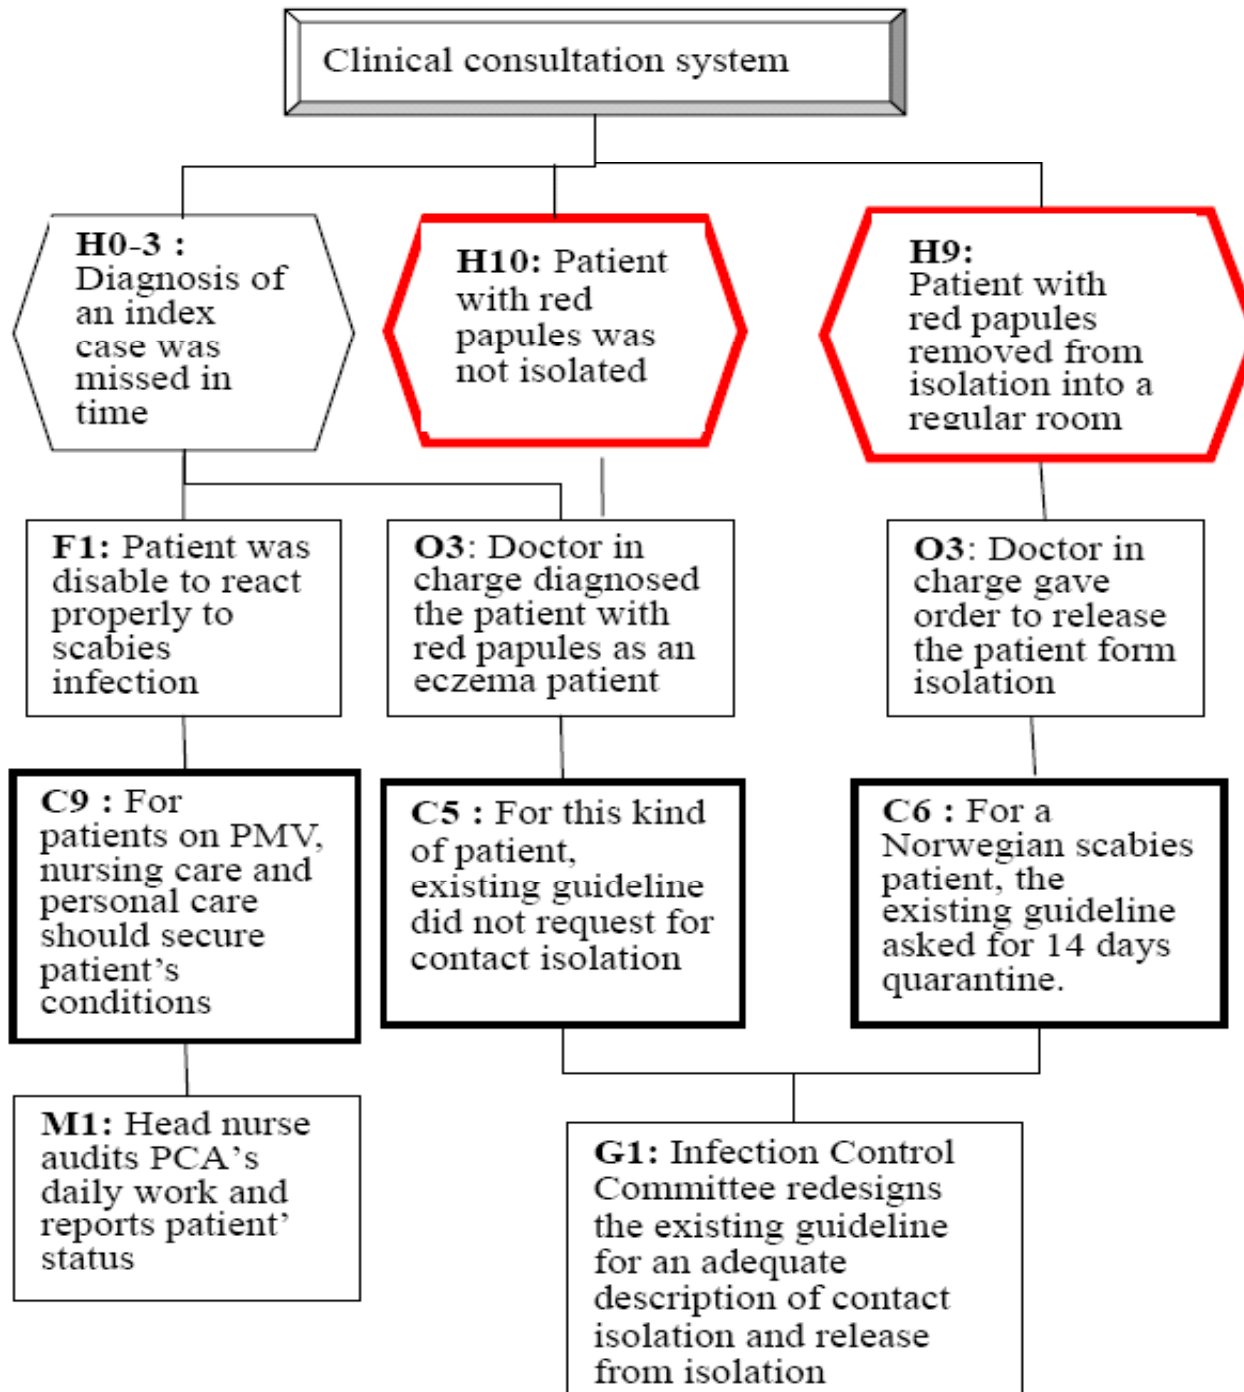 Clinical consultation system
H0-3 :
Diagnosis of
an index
case was
missed in
time
H10: Patient
with red
papules was
not isolated
H9:
Patient with
red papules
removed from
isolation into a
regular room
F1: Patient was
disable to react
properly to
scabies
infection
O3: Doctor in
charge diagnosed
the patient with
red papules as an
eczema patient
O3: Doctor in
charge gave
order to release
the patient form
isolation
C9 : For
patients on PMV,
nursing care and
personal care
should secure
patient's
conditions
C5 : For this kind
of patient,
existing guideline
did not request for
contact isolation
C6 : For a
Norwegian scabies
patient, the
existing guideline
asked for 14 days
quarantine.
M1: Head nurse
audits PCA's
daily work and
reports patient'
status
G1: Infection Control
Committee redesigns
the existing guideline
for an adequate
description of contact
isolation and release
from isolation